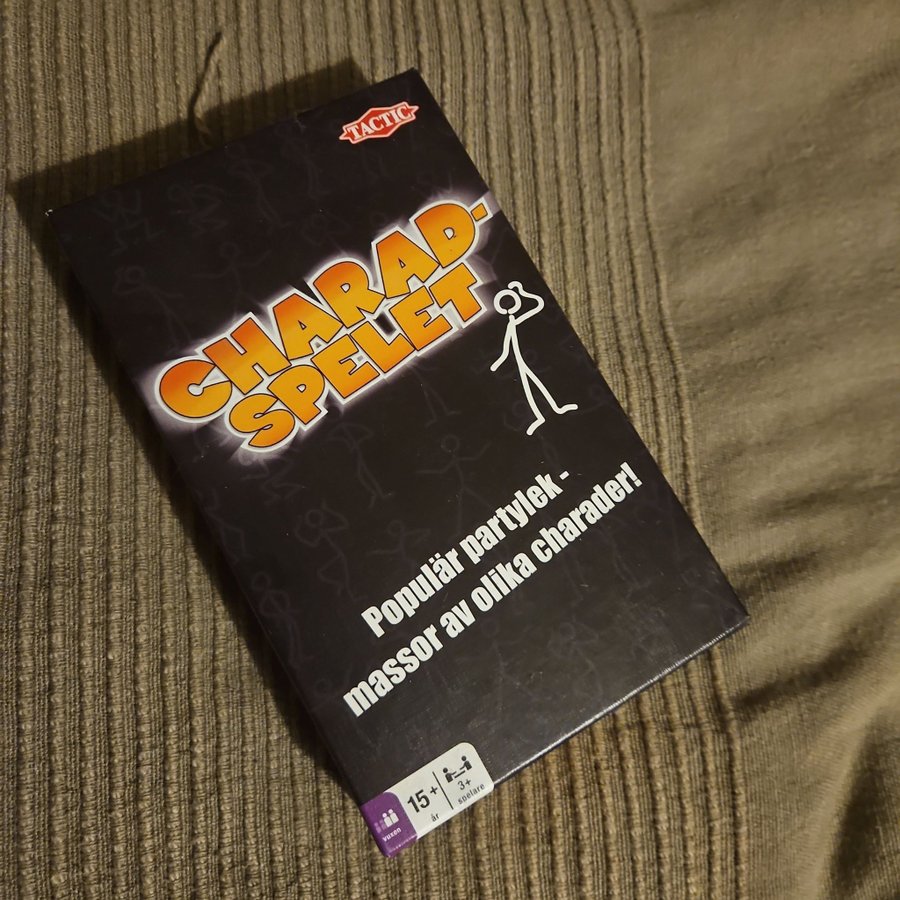 TACTIC
CHARAD-
SPELET
Populär partylek -
massor av olika charader!
vuxen
15+
år
3+
spelare